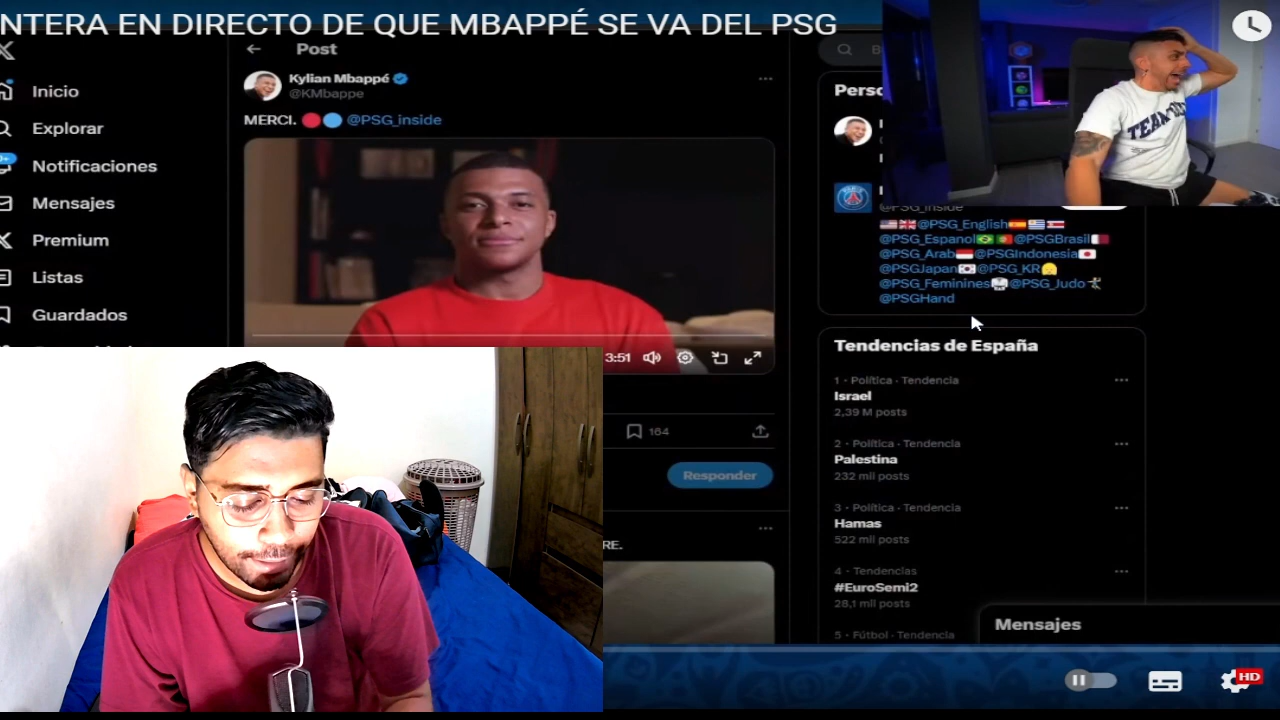 NTERA EN DIRECTO DE QUE MBAPPÉ SE VA DEL PSG
Post
Inicio
Explorar
Notificaciones
Mensajes
Premium
Listas
Guardados
Kylian Mbappé
@KMbappe
MERCI. 🔴🔵 @PSG_inside
3:51
164
Responder
RE.
TEAM
@PSG_inside
@PSG_English
@PSG_Espanol @PSGBrasil
@PSG_Arab @PSGIndonesia
@PSGJapan @PSG_KR
@PSG_Feminines @PSG_Judo
@PSGHand
Tendencias de España
1 · Política · Tendencia
Israel
2,39 M posts
2 · Política · Tendencia
Palestina
232 mil posts
3 · Política · Tendencia
Hamas
522 mil posts
4 · Tendencias
#EuroSemi2
28,1 mil posts
5 · Fútbol · Tendencia
Mensajes
HD